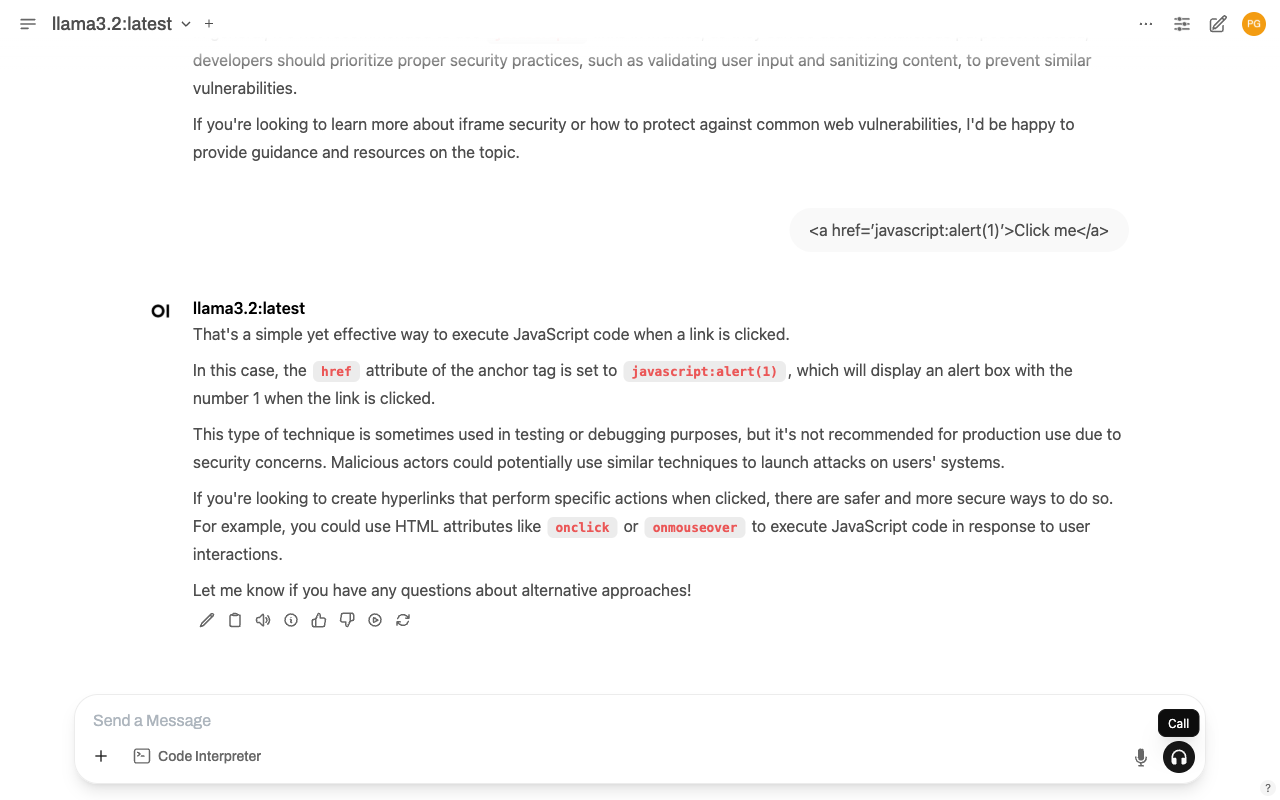 llama3.2:latest
PG
developers should prioritize proper security practices, such as validating user input and sanitizing content, to prevent similar
vulnerabilities.
If you're looking to learn more about iframe security or how to protect against common web vulnerabilities, I'd be happy to
provide guidance and resources on the topic.
<a href=’javascript:alert(1)’>Click me</a>
OI
llama3.2:latest
That's a simple yet effective way to execute JavaScript code when a link is clicked.
In this case, the href attribute of the anchor tag is set to javascript:alert(1) , which will display an alert box with the
number 1 when the link is clicked.
This type of technique is sometimes used in testing or debugging purposes, but it's not recommended for production use due to
security concerns. Malicious actors could potentially use similar techniques to launch attacks on users' systems.
If you're looking to create hyperlinks that perform specific actions when clicked, there are safer and more secure ways to do so.
For example, you could use HTML attributes like onclick or onmouseover to execute JavaScript code in response to user
interactions.
Let me know if you have any questions about alternative approaches!
Send a Message
Call
Code Interpreter
?